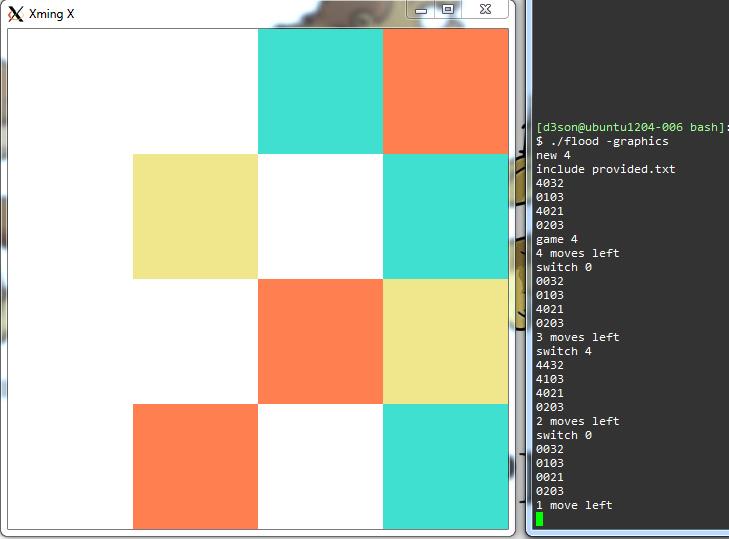 Xming X
[d3son@ubuntu1204-006 bash]:
$ ./flood -graphics
new 4
include provided.txt
4032
0103
4021
0203
game 4
4 moves left
switch 0
0032
0103
4021
0203
3 moves left
switch 4
4432
4103
4021
0203
2 moves left
switch 0
0032
0103
0021
0203
1 move left